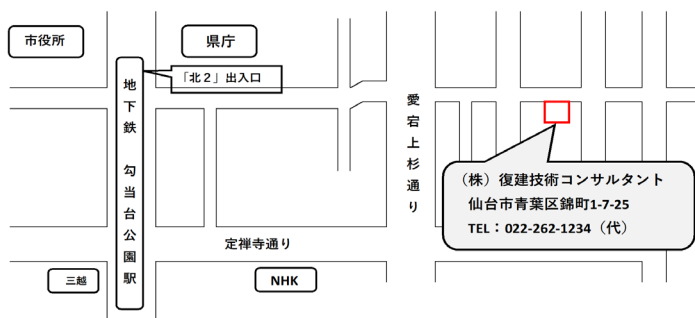 市役所
県庁
「北２」出入口
地下鉄 勾当台公園駅
愛宕上杉通り
（株）復建技術コンサルタント
仙台市青葉区錦町1-7-25
TEL：022-262-1234（代）
定禅寺通り
三越
NHK